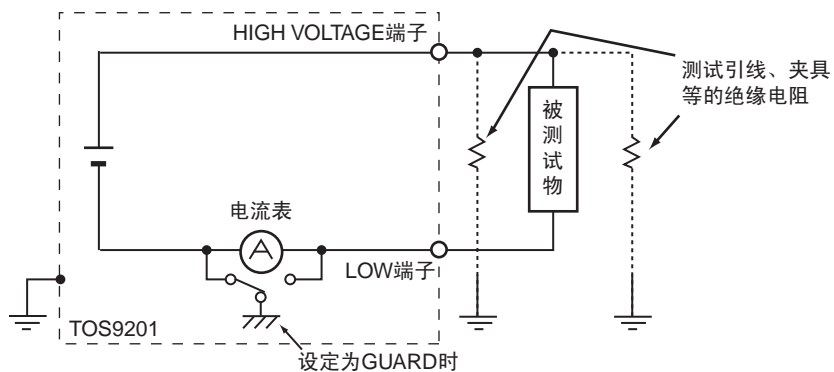 HIGH VOLTAGE端子
测试引线、夹具
等的绝缘电阻
被
测
试
物
电流表
A
LOW端子
TOS9201
设定为GUARD时